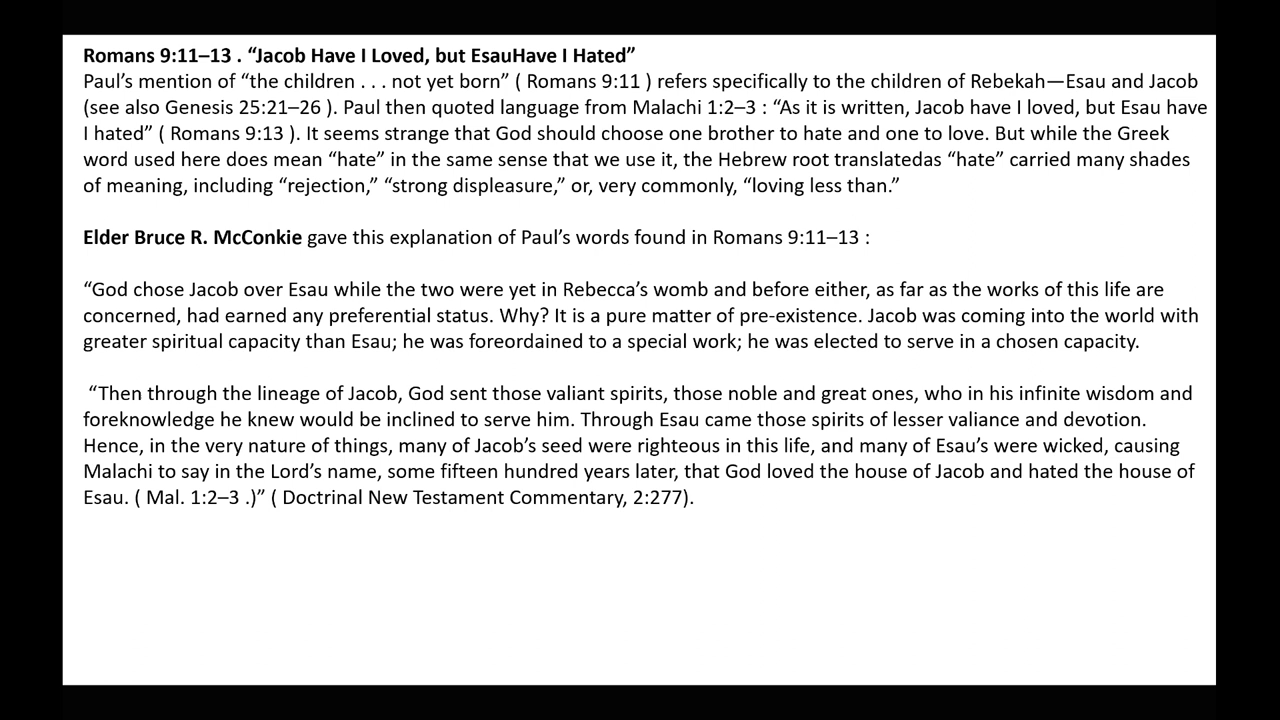 Romans 9:11–13 . “Jacob Have I Loved, but EsauHave I Hated”
Paul’s mention of “the children . . . not yet born” ( Romans 9:11 ) refers specifically to the children of Rebekah—Esau and Jacob
(see also Genesis 25:21–26 ). Paul then quoted language from Malachi 1:2–3 : “As it is written, Jacob have I loved, but Esau have
I hated” ( Romans 9:13 ). It seems strange that God should choose one brother to hate and one to love. But while the Greek
word used here does mean “hate” in the same sense that we use it, the Hebrew root translatedas “hate” carried many shades
of meaning, including “rejection,” “strong displeasure,” or, very commonly, “loving less than.”
Elder Bruce R. McConkie gave this explanation of Paul’s words found in Romans 9:11–13 :
“God chose Jacob over Esau while the two were yet in Rebecca’s womb and before either, as far as the works of this life are
concerned, had earned any preferential status. Why? It is a pure matter of pre-existence. Jacob was coming into the world with
greater spiritual capacity than Esau; he was foreordained to a special work; he was elected to serve in a chosen capacity.
“Then through the lineage of Jacob, God sent those valiant spirits, those noble and great ones, who in his infinite wisdom and
foreknowledge he knew would be inclined to serve him. Through Esau came those spirits of lesser valiance and devotion.
Hence, in the very nature of things, many of Jacob’s seed were righteous in this life, and many of Esau’s were wicked, causing
Malachi to say in the Lord’s name, some fifteen hundred years later, that God loved the house of Jacob and hated the house of
Esau. ( Mal. 1:2–3 .)” ( Doctrinal New Testament Commentary, 2:277).